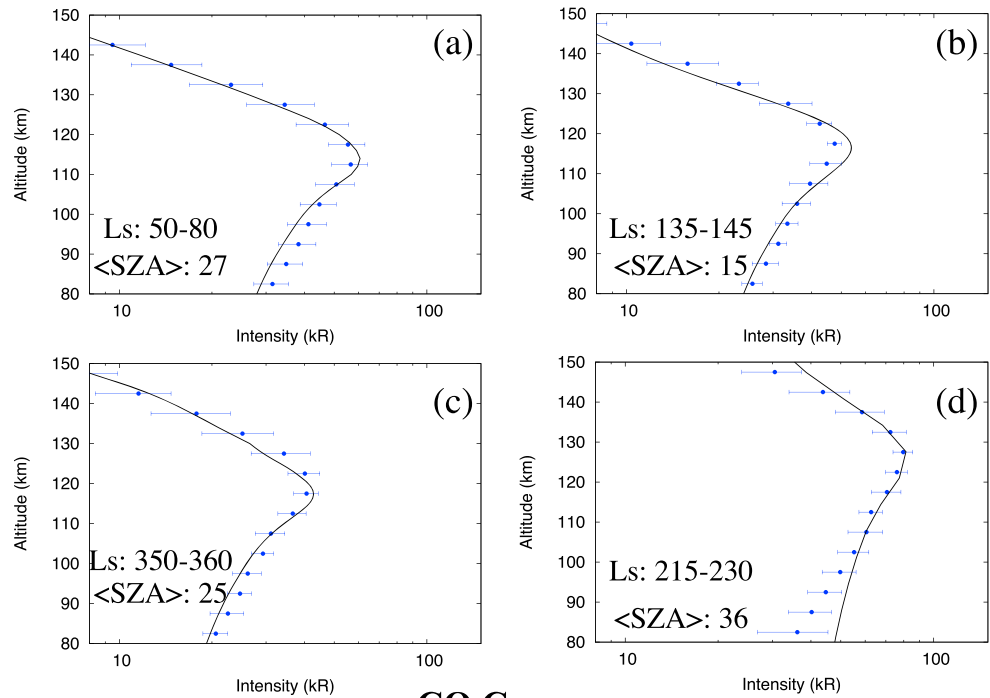 150
140
130
120
110
100
90
80
Altitude (km)
(a)
Ls: 50-80
<SZA>: 27
10
100
Intensity (kR)
150
140
130
120
110
100
90
80
Altitude (km)
(b)
Ls: 135-145
<SZA>: 15
10
100
Intensity (kR)
150
140
130
120
110
100
90
80
Altitude (km)
(c)
Ls: 350-360
<SZA>: 25
10
100
Intensity (kR)
150
140
130
120
110
100
90
80
Altitude (km)
(d)
Ls: 215-230
<SZA>: 36
10
100
Intensity (kR)